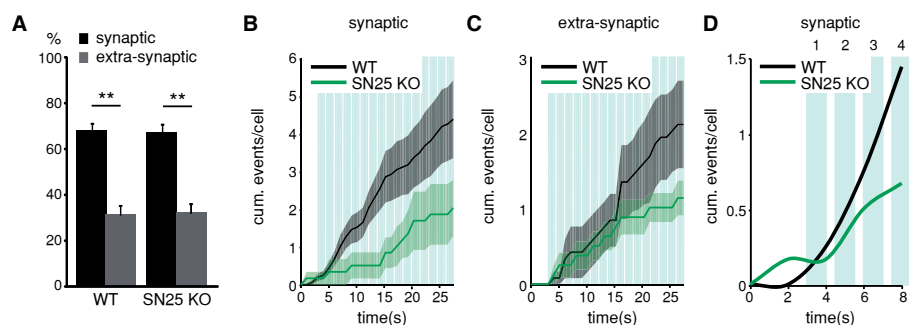 A
%
synaptic
extra-synaptic
100
80
60
40
20
0
**
**
WT
SN25 KO
B
synaptic
WT
SN25 KO
cum. events/cell
6
5
4
3
2
1
0
0 5 10 15 20 25
time(s)
C
extra-synaptic
WT
SN25 KO
cum. events/cell
3
2
1
0
0 5 10 15 20 25
time(s)
D
synaptic
1 2 3 4
WT
SN25 KO
cum. events/cell
1.5
1
0.5
0
0 2 4 6 8
time(s)